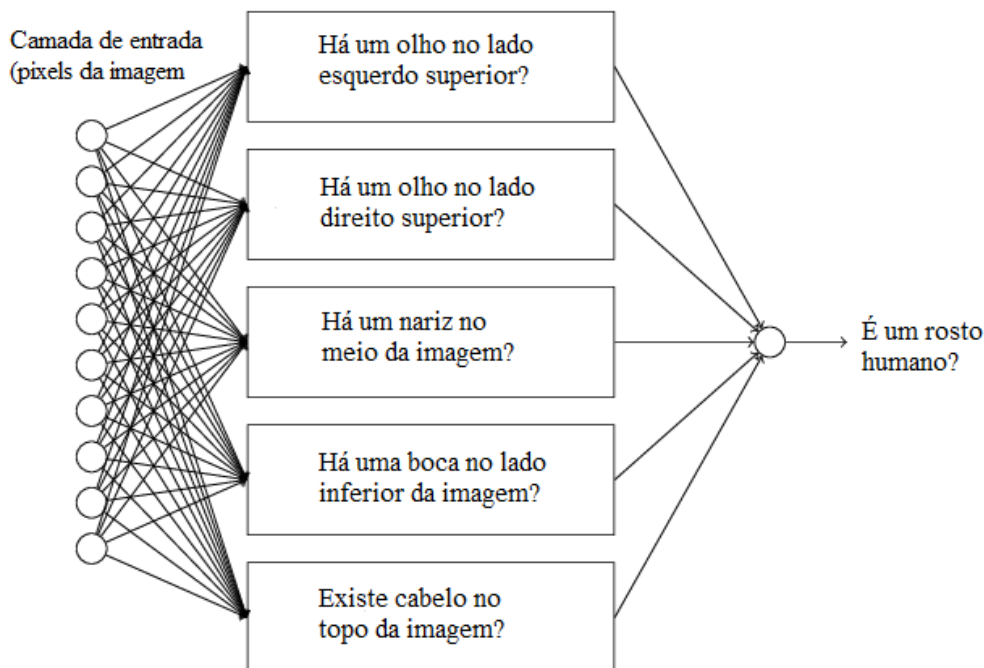 Camada de entrada
(pixels da imagem
Há um olho no lado
esquerdo superior?
Há um olho no lado
direito superior?
Há um nariz no
meio da imagem?
Há uma boca no lado
inferior da imagem?
Existe cabelo no
topo da imagem?
É um rosto
humano?